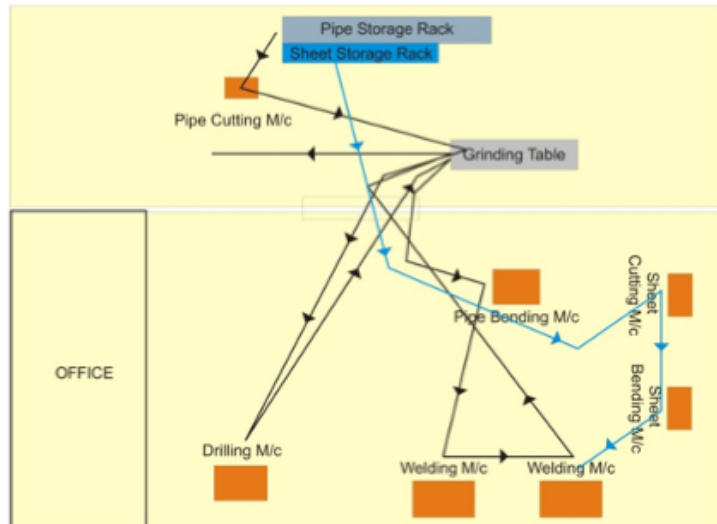 Pipe Storage Rack
Sheet Storage Rack
Pipe Cutting M/c
Grinding Table
Sheet
Cutting M/c
Pipe Bending M/c
OFFICE
Sheet
Bending M/c
Drilling M/c
Welding M/c
Welding M/c